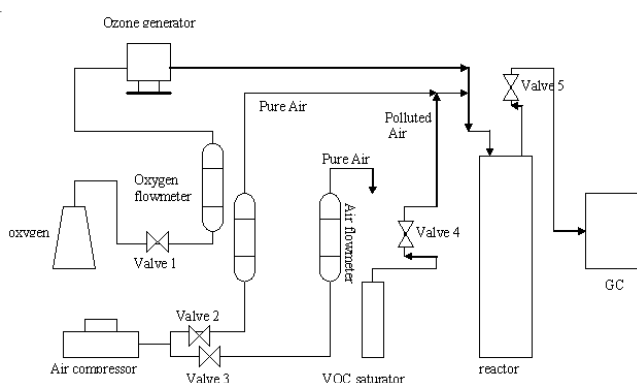 Ozone generator
Valve 5
Pure Air
Polluted
Air
Pure Air
Oxygen
flowmeter
Air flowmeter
oxygen
Valve 4
Valve 1
GC
Valve 2
Air compressor
Valve 3
VOC saturator
reactor